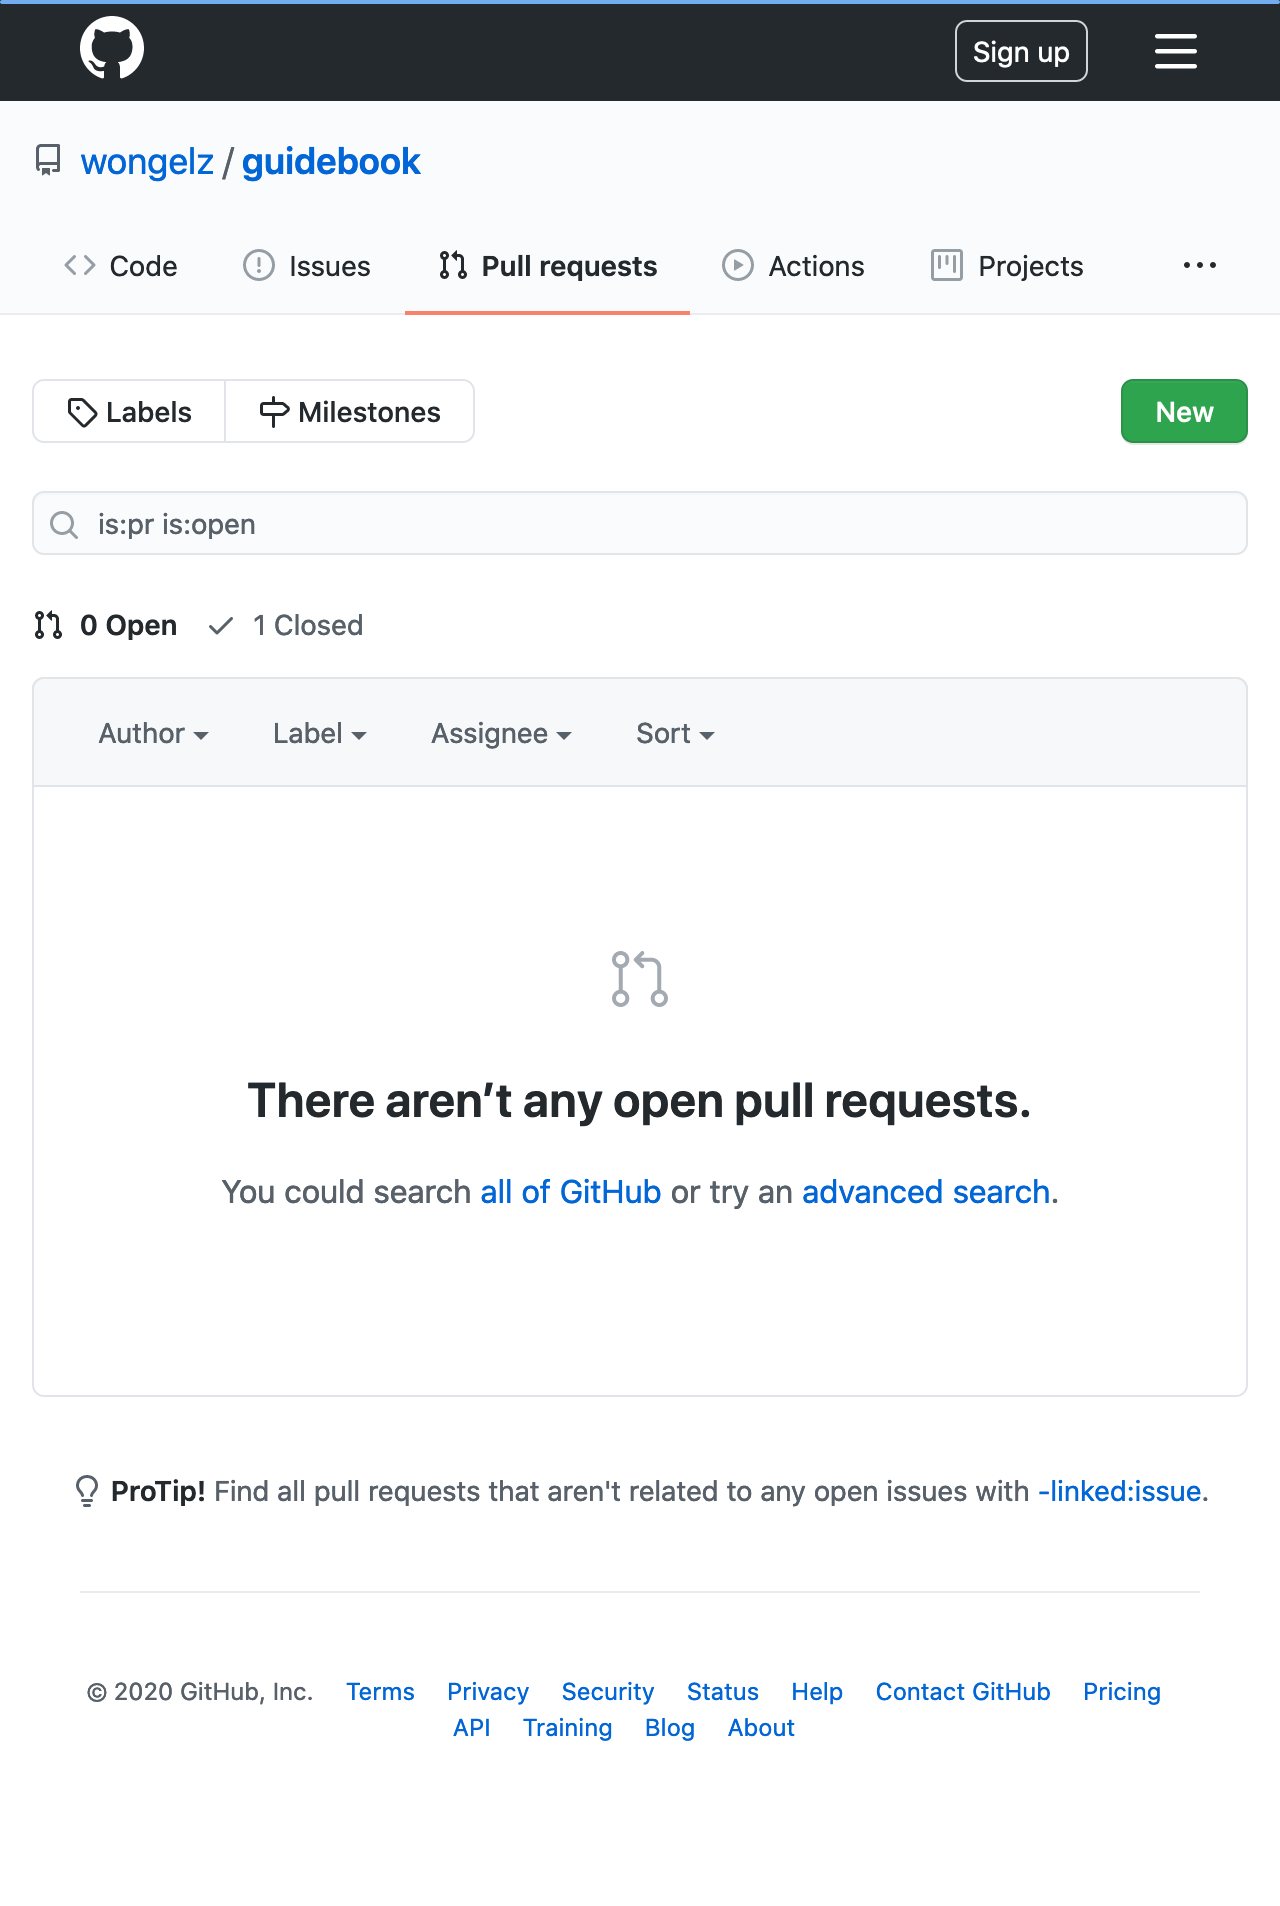 Sign up
wongelz / guidebook
Code Issues Pull requests Actions Projects
Labels Milestones New
is:pr is:open
0 Open 1 Closed
Author Label Assignee Sort
There aren’t any open pull requests.
You could search all of GitHub or try an advanced search.
ProTip! Find all pull requests that aren't related to any open issues with -linked:issue.
© 2020 GitHub, Inc. Terms Privacy Security Status Help Contact GitHub Pricing
API Training Blog About